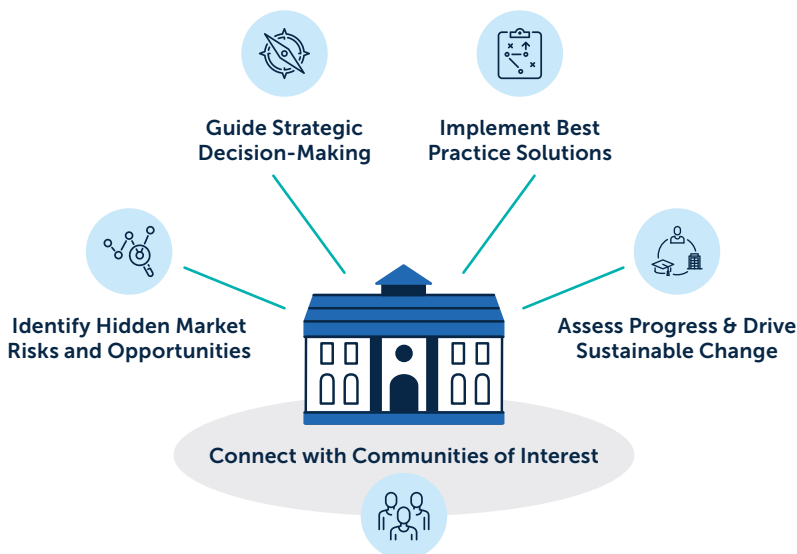 Guide Strategic
Decision-Making
Implement Best
Practice Solutions
Identify Hidden Market
Risks and Opportunities
Assess Progress & Drive
Sustainable Change
Connect with Communities of Interest